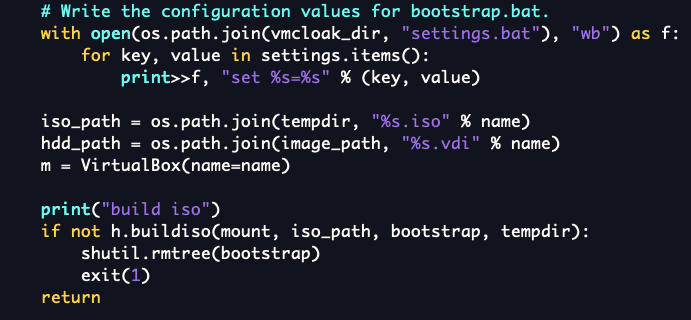 # Write the configuration values for bootstrap.bat.
with open(os.path.join(vmcloak_dir, "settings.bat"), "wb") as f:
    for key, value in settings.items():
        print>>f, "set %s=%s" % (key, value)

iso_path = os.path.join(tempdir, "%s.iso" % name)
hdd_path = os.path.join(image_path, "%s.vdi" % name)
m = VirtualBox(name=name)

print("build iso")
if not h.buildiso(mount, iso_path, bootstrap, tempdir):
    shutil.rmtree(bootstrap)
    exit(1)
return